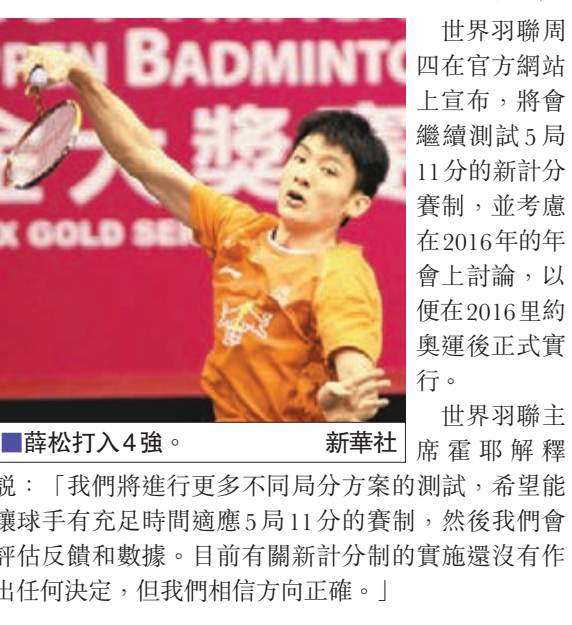 OPEN BADMINTO
金大獎賽
X GOLD SE
■薛松打入4強。 新華社
世界羽聯周
四在官方網站
上宣布，將會
繼續測試5局
11分的新計分
賽制，並考慮
在2016年的年
會上討論，以
便在2016里約
奧運後正式實
行。
世界羽聯主
席霍耶解釋
説：「我們將進行更多不同局分方案的測試，希望能
讓球手有充足時間適應5局11分的賽制，然後我們會
評估反饋和數據。目前有關新計分制的實施還沒有作
出任何決定，但我們相信方向正確。」